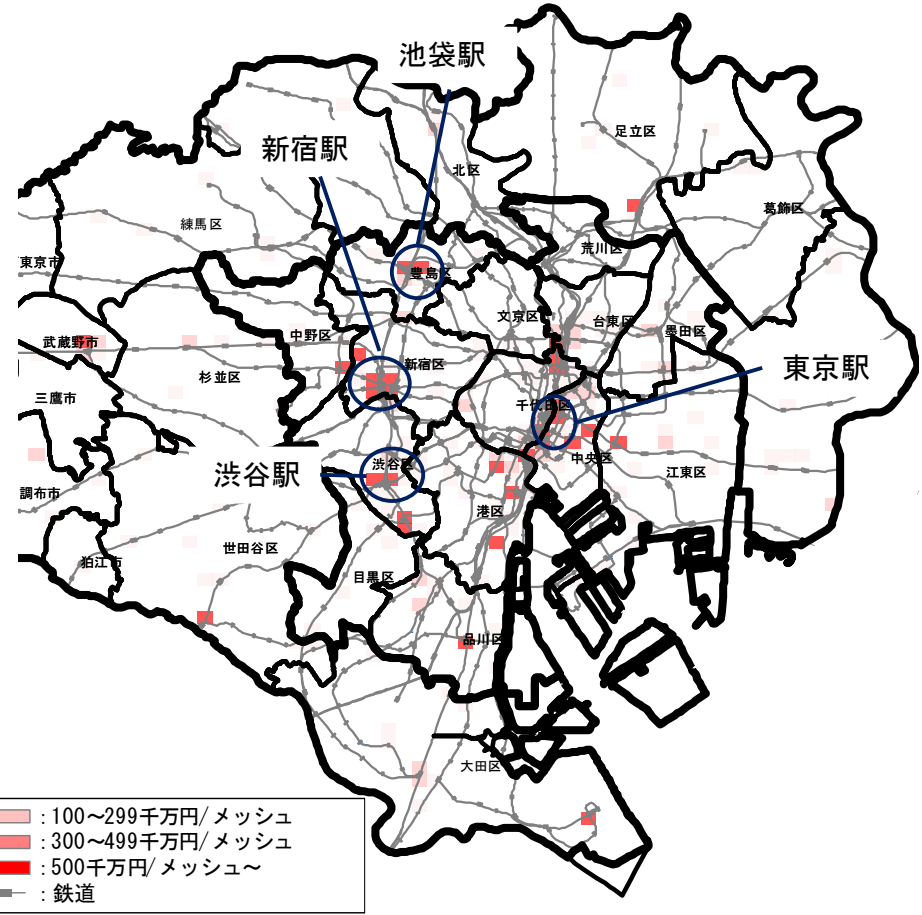 池袋駅
新宿駅
足立区
北区
葛飾区
練馬区
荒川区
東京市
豊島区
文京区
台東区
墨田区
中野区
武蔵野市
新宿区
杉並区
東京駅
三鷹市
千代田区
中央区
渋谷駅
渋谷区
江東区
調布市
港区
世田谷区
狛江市
目黒区
品川区
大田区
:100～299千万円/メッシュ
:300～499千万円/メッシュ
:500千万円/メッシュ～
:鉄道